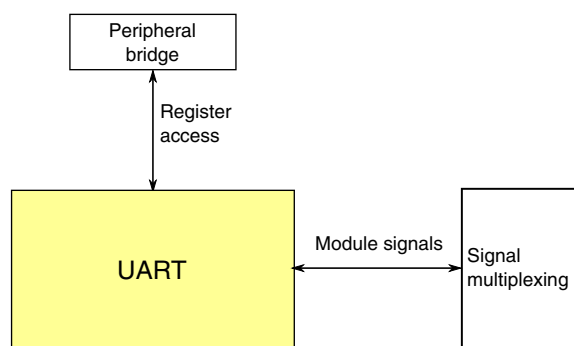 Peripheral
bridge
Register
access
UART
Module signals
Signal
multiplexing